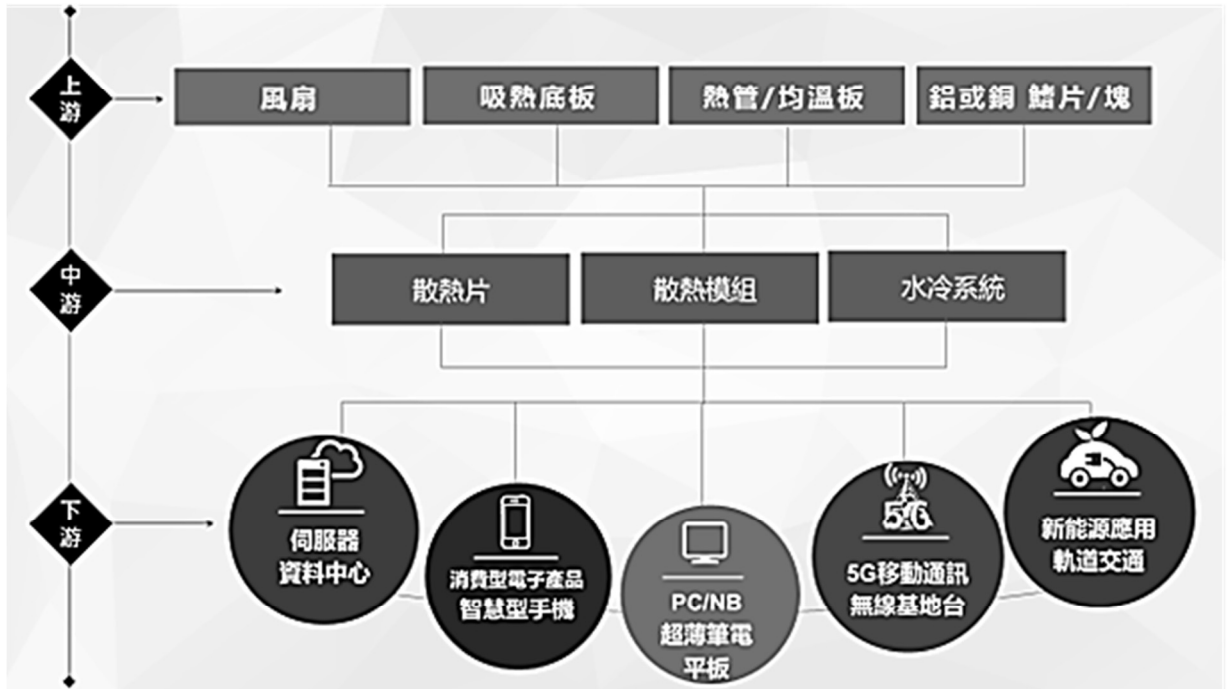 上游
風扇
吸熱底板
熱管/均溫板
鋁或銅 鰭片/塊
中游
散熱片
散熱模組
水冷系統
下游
伺服器
資料中心
消費型電子產品
智慧型手機
PC/NB
超薄筆電
平板
5G
5G移動通訊
無線基地台
新能源應用
軌道交通